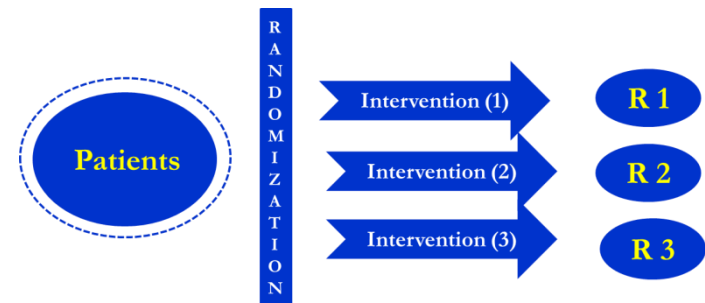 Patients
RANDOMIZATION
Intervention (1)
R 1
Intervention (2)
R 2
Intervention (3)
R 3